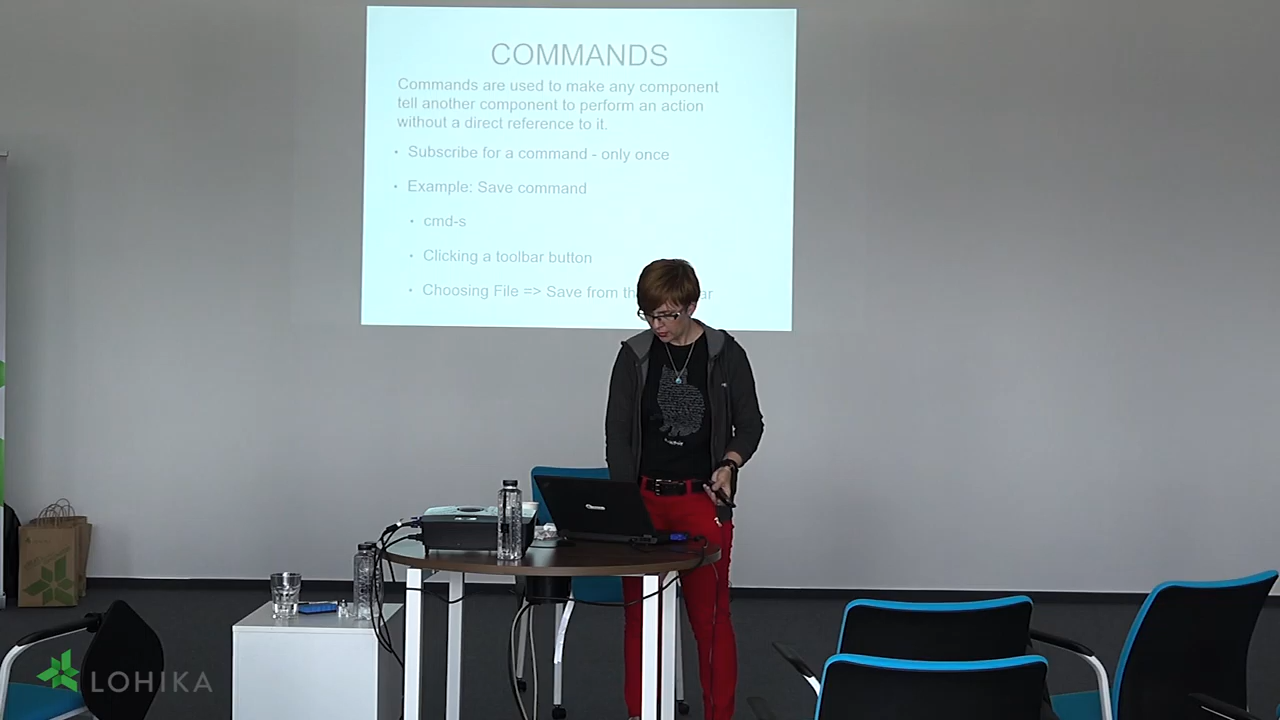 COMMANDS
Commands are used to make any component
tell another component to perform an action
without a direct reference to it.
• Subscribe for a command - only once
• Example: Save command
• cmd-s
• Clicking a toolbar button
• Choosing File => Save from th ar
LOHIKA